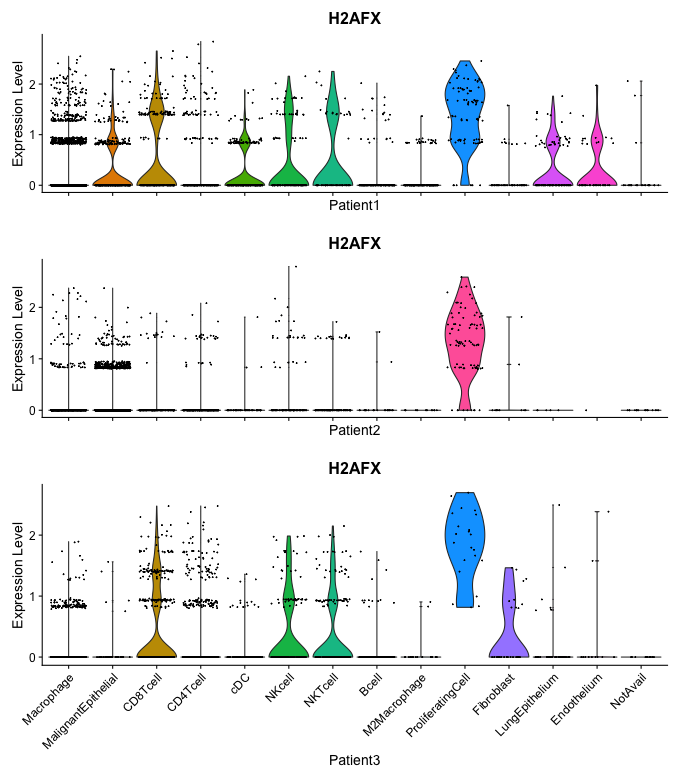 H2AFX
Expression Level
2
1
0
Patient1
H2AFX
Expression Level
2
1
0
Patient2
H2AFX
Expression Level
2
1
0
Macrophage
MalignantEpithelial
CD8Tcell
CD4Tcell
cDC
NKcell
NKTcell
Bcell
M2Macrophage
ProliferatingCell
Fibroblast
LungEpithelium
Endothelium
NotAvail
Patient3